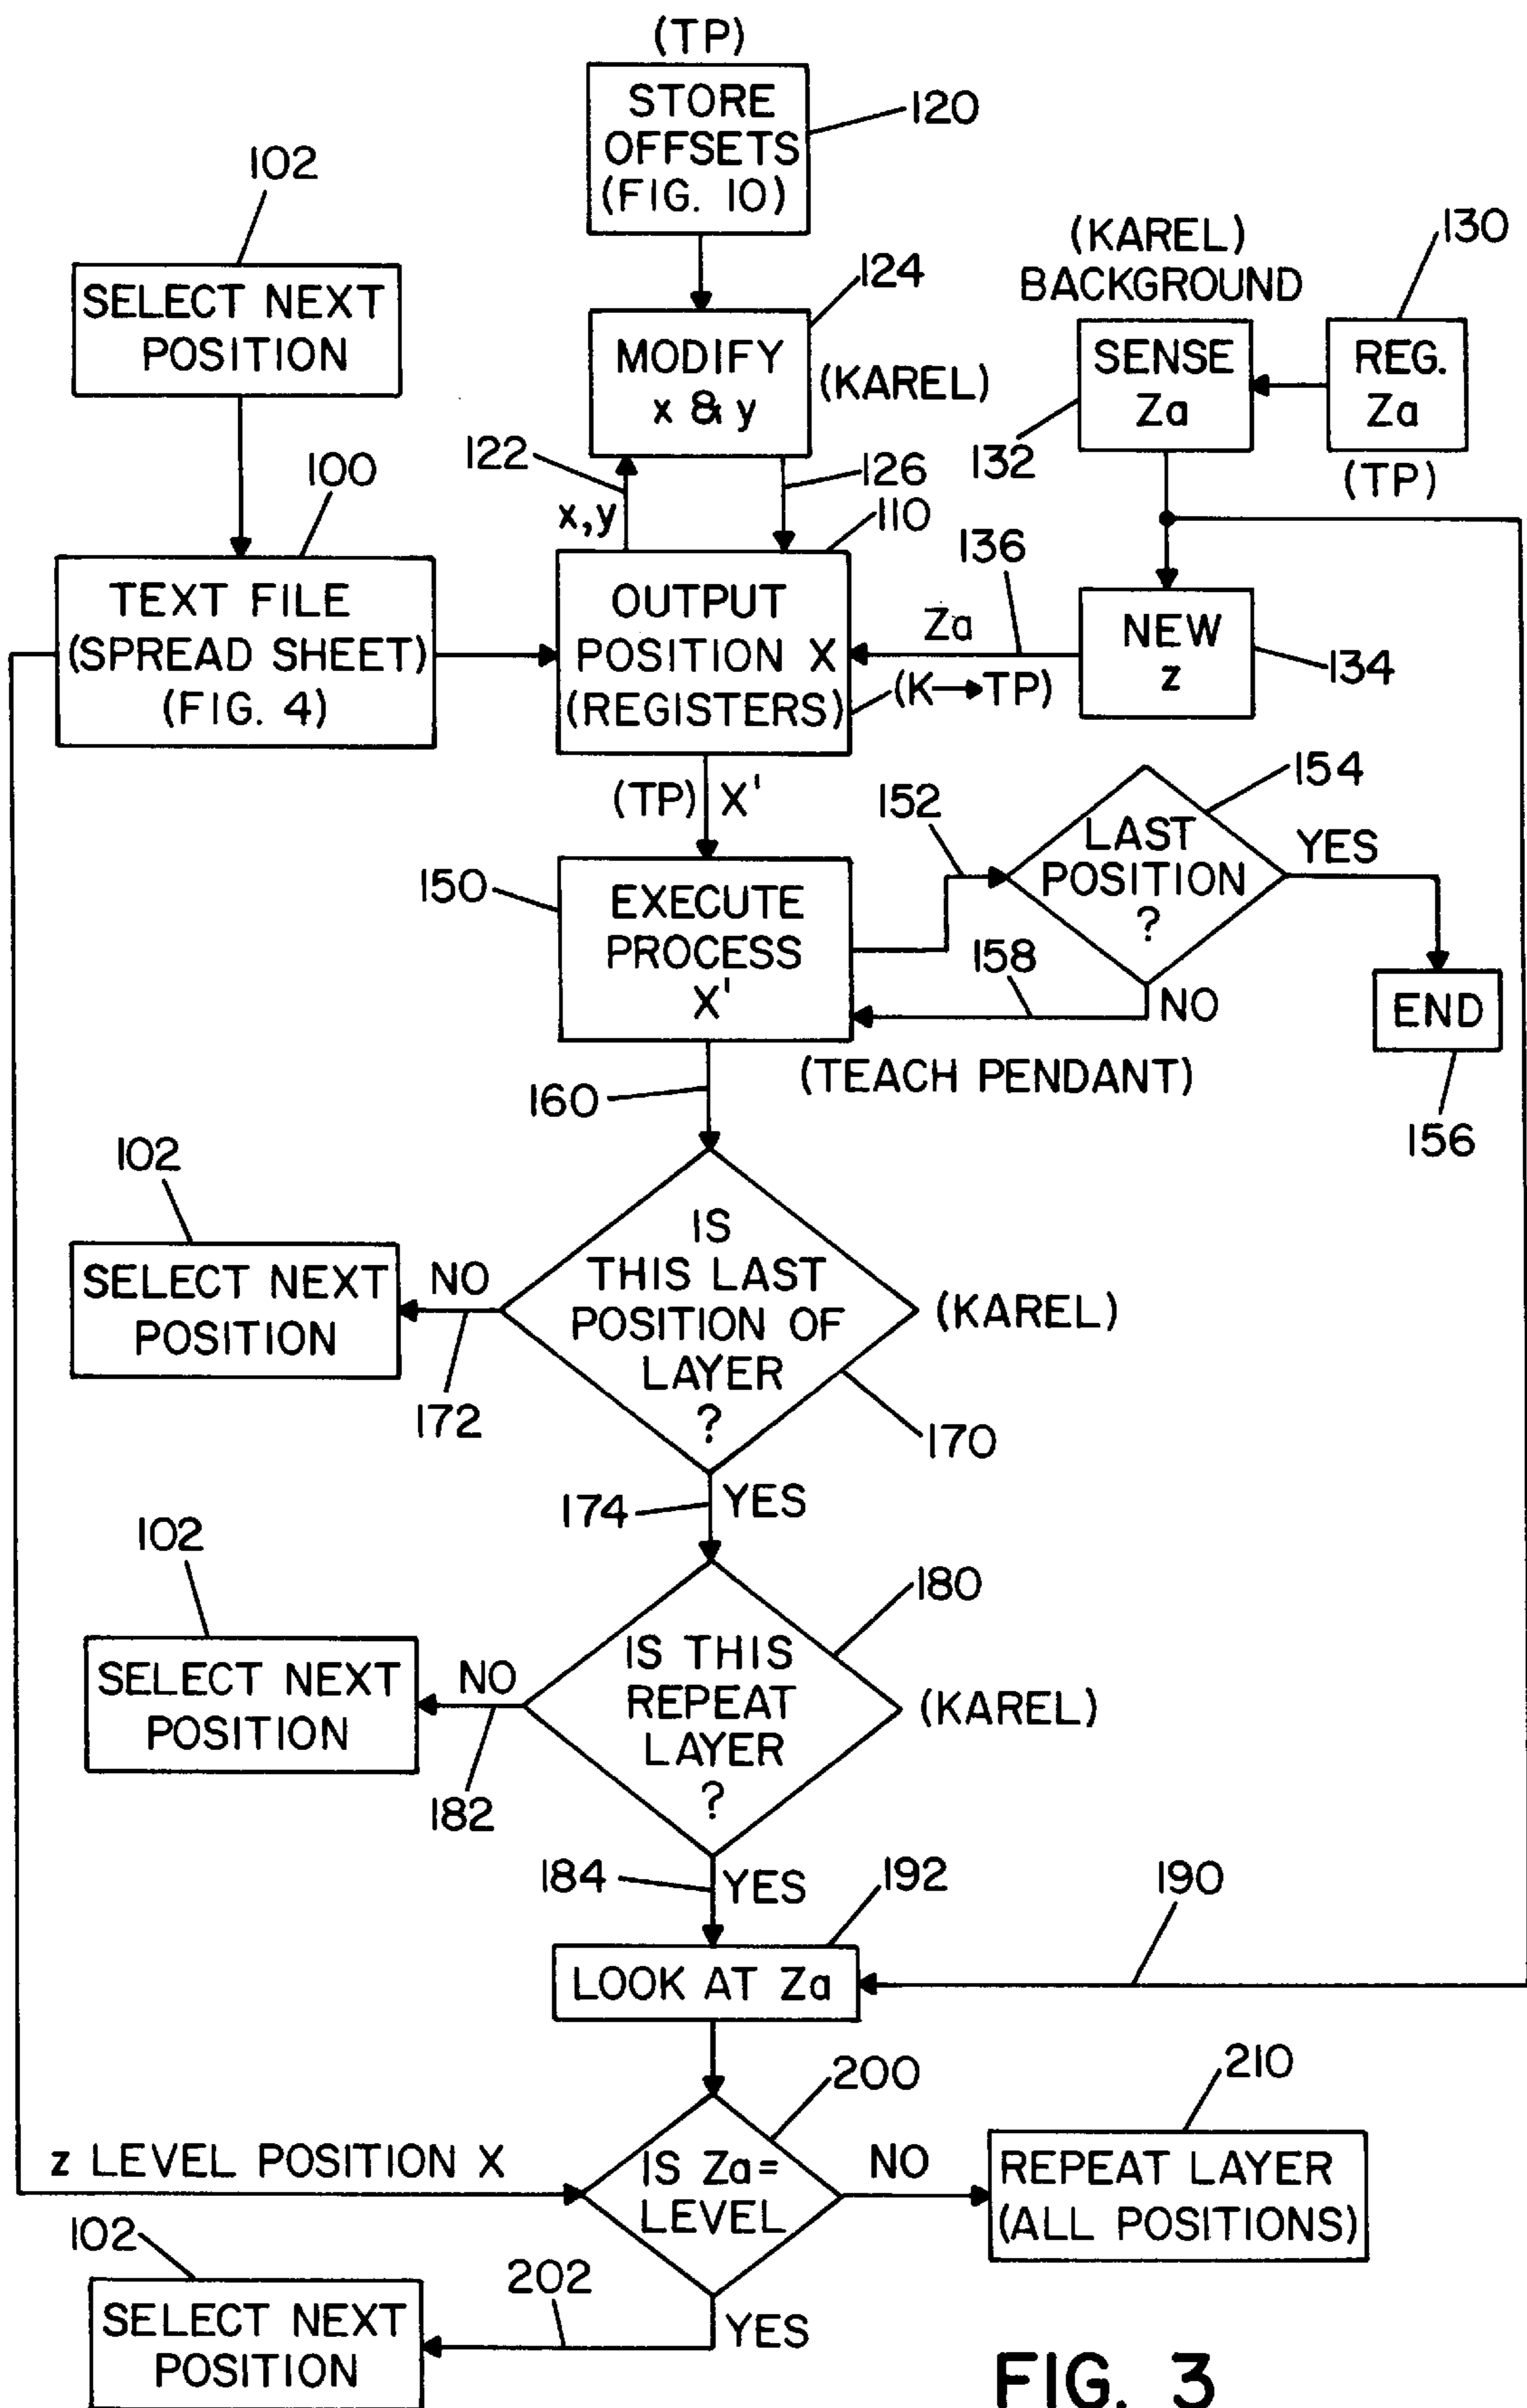 (TP)
STORE
OFFSETS
(FIG. 10)
120
102
SELECT NEXT
POSITION
124
MODIFY
x & y
(KAREL)
(KAREL)
BACKGROUND
130
SENSE
Za
132
REG.
Za
(TP)
122
x,y
126
110
100
TEXT FILE
(SPREAD SHEET)
(FIG. 4)
OUTPUT
POSITION X
(REGISTERS)
136
Za
(K→TP)
NEW
z
134
(TP) X'
150
EXECUTE
PROCESS
X'
152
154
LAST
POSITION
?
YES
158
NO
END
156
(TEACH PENDANT)
160
102
SELECT NEXT
POSITION
NO
172
IS
THIS LAST
POSITION OF
LAYER
?
(KAREL)
170
174
YES
102
SELECT NEXT
POSITION
NO
182
180
IS THIS
REPEAT
LAYER
?
(KAREL)
184
YES
192
190
LOOK AT Za
200
210
z LEVEL POSITION X
IS Za=
LEVEL
NO
REPEAT LAYER
(ALL POSITIONS)
102
202
YES
SELECT NEXT
POSITION
FIG. 3